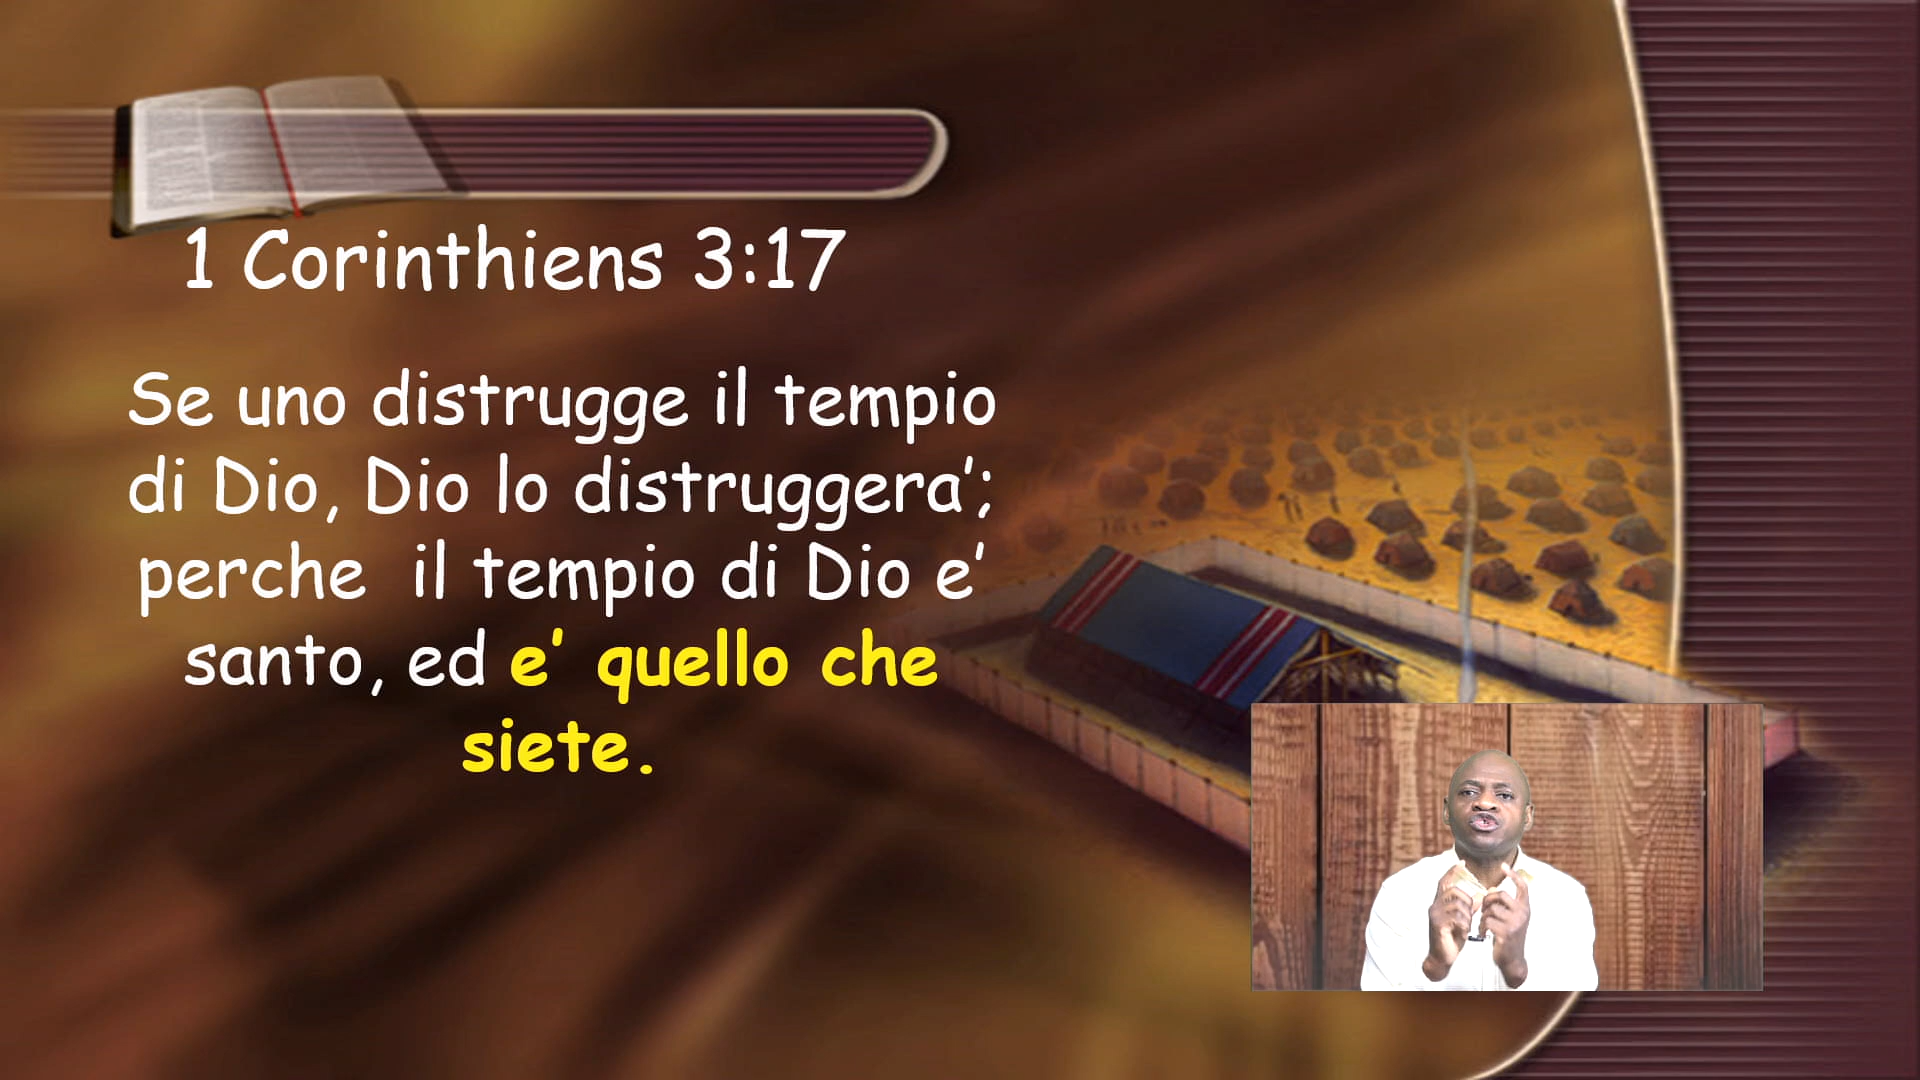 1 Corinthiens 3:17
Se uno distrugge il tempio
di Dio, Dio lo distruggera’;
perche  il tempio di Dio e’
santo, ed e’ quello che
siete.